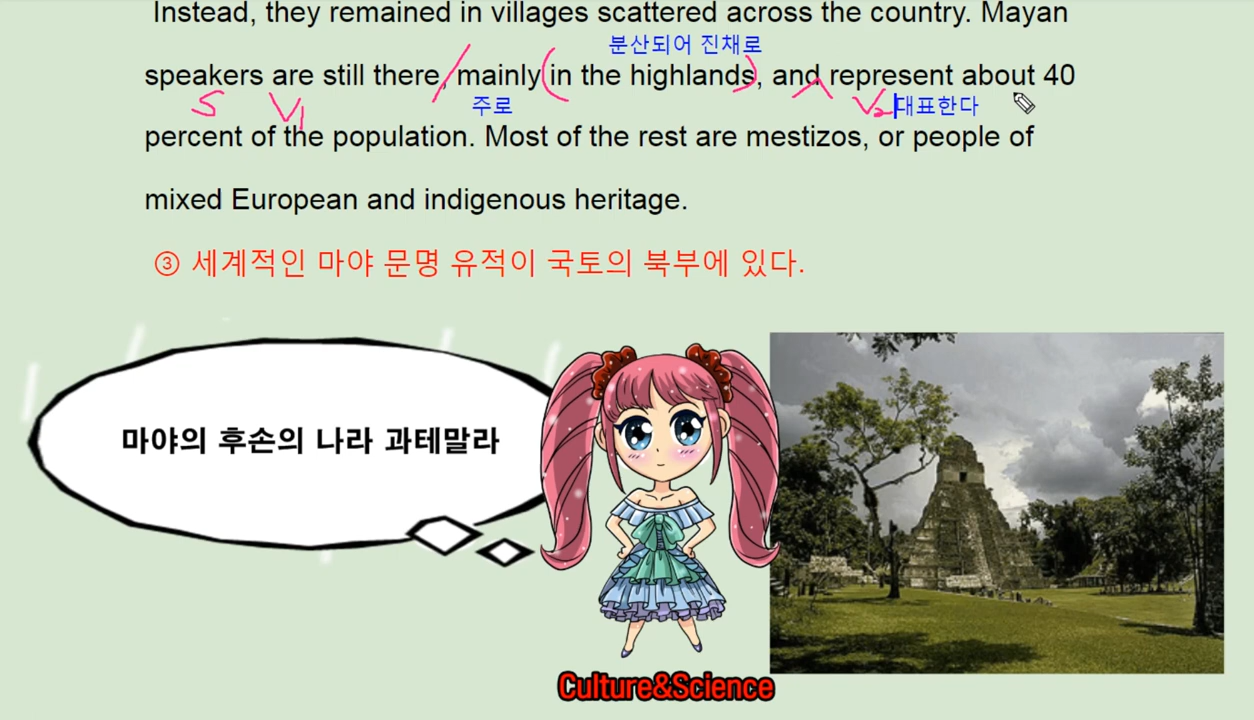 Instead, they remained in villages scattered across the country. Mayan
분산되어 진채로
speakers are still there, mainly (in the highlands), and represent about 40
S V1 주로 V2 대표한다
percent of the population. Most of the rest are mestizos, or people of
mixed European and indigenous heritage.
③ 세계적인 마야 문명 유적이 국토의 북부에 있다.
마야의 후손의 나라 과테말라
Culture&Science